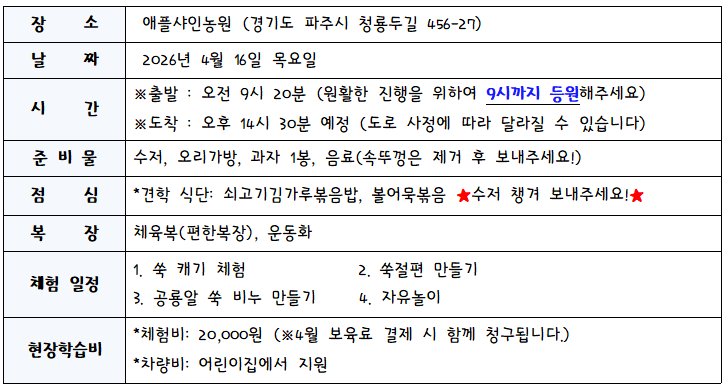 장 소 애플샤인농원 (경기도 파주시 청룡두길 456-27)
날 짜 2026년 4월 16일 목요일
시 간
※출발 : 오전 9시 20분 (원활한 진행을 위하여 9시까지 등원해주세요)
※도착 : 오후 14시 30분 예정 (도로 사정에 따라 달라질 수 있습니다)
준 비 물 수저, 오리가방, 과자 1봉, 음료(속뚜껑은 제거 후 보내주세요!)
점 심 *견학 식단: 쇠고기김가루볶음밥, 볼어묵볶음 ★수저 챙겨 보내주세요!★
복 장 체육복(편한복장), 운동화
체험 일정
1. 쑥 캐기 체험 2. 쑥절편 만들기
3. 공룡알 쑥 비누 만들기 4. 자유놀이
현장학습비
*체험비: 20,000원 (※4월 보육료 결제 시 함께 청구됩니다.)
*차량비: 어린이집에서 지원